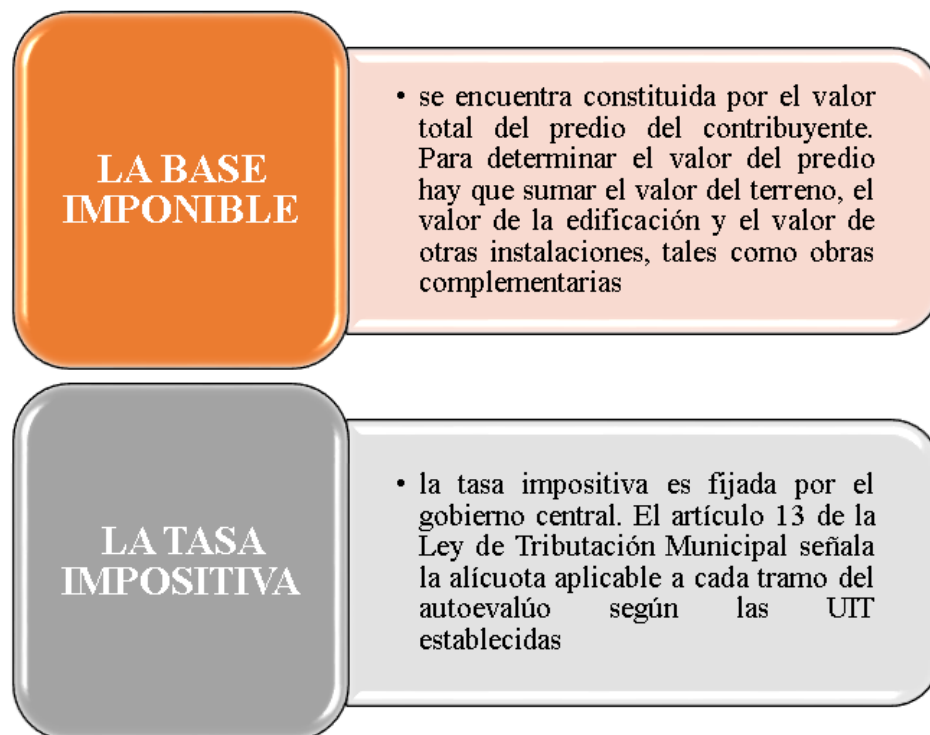 LA BASE
IMPONIBLE
• se encuentra constituida por el valor
total del predio del contribuyente.
Para determinar el valor del predio
hay que sumar el valor del terreno, el
valor de la edificación y el valor de
otras instalaciones, tales como obras
complementarias
LA TASA
IMPOSITIVA
• la tasa impositiva es fijada por el
gobierno central. El artículo 13 de la
Ley de Tributación Municipal señala
la alícuota aplicable a cada tramo del
autoevalúo según las UIT
establecidas